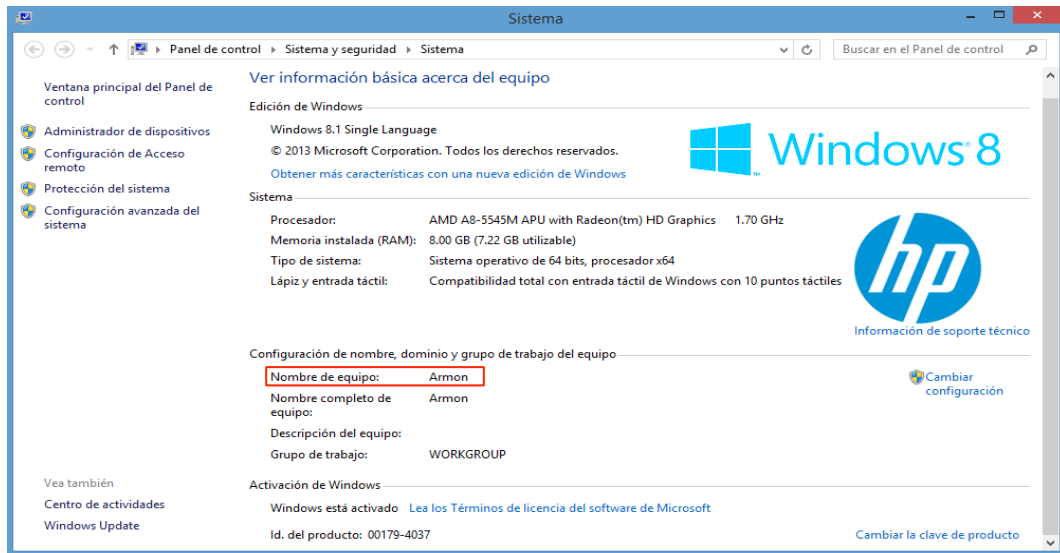 Sistema
Panel de control Sistema y seguridad Sistema
Buscar en el Panel de control
Ventana principal del Panel de
control
Administrador de dispositivos
Configuración de Acceso
remoto
Protección del sistema
Configuración avanzada del
sistema
Vea también
Centro de actividades
Windows Update
Ver información básica acerca del equipo
Edición de Windows
Windows 8.1 Single Language
© 2013 Microsoft Corporation. Todos los derechos reservados.
Obtener más características con una nueva edición de Windows
Windows 8
Sistema
Procesador: AMD A8-5545M APU with Radeon(tm) HD Graphics 1.70 GHz
Memoria instalada (RAM): 8.00 GB (7.22 GB utilizable)
Tipo de sistema: Sistema operativo de 64 bits, procesador x64
Lápiz y entrada táctil: Compatibilidad total con entrada táctil de Windows con 10 puntos táctiles
hp
Información de soporte técnico
Configuración de nombre, dominio y grupo de trabajo del equipo
Nombre de equipo: Armon
Cambiar
configuración
Nombre completo de
equipo: Armon
Descripción del equipo:
Grupo de trabajo: WORKGROUP
Activación de Windows
Windows está activado Lea los Términos de licencia del software de Microsoft
Id. del producto: 00179-4037
Cambiar la clave de producto